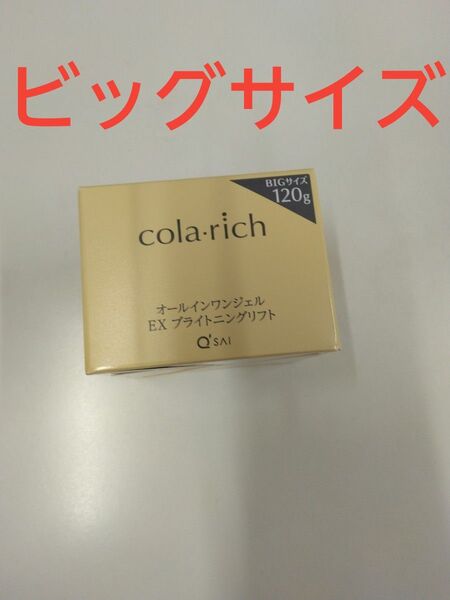 ビッグサイズ
BIGサイズ
120g
cola·rich
オールインワンジェル
EX ブライトニングリフト
Q'SAI